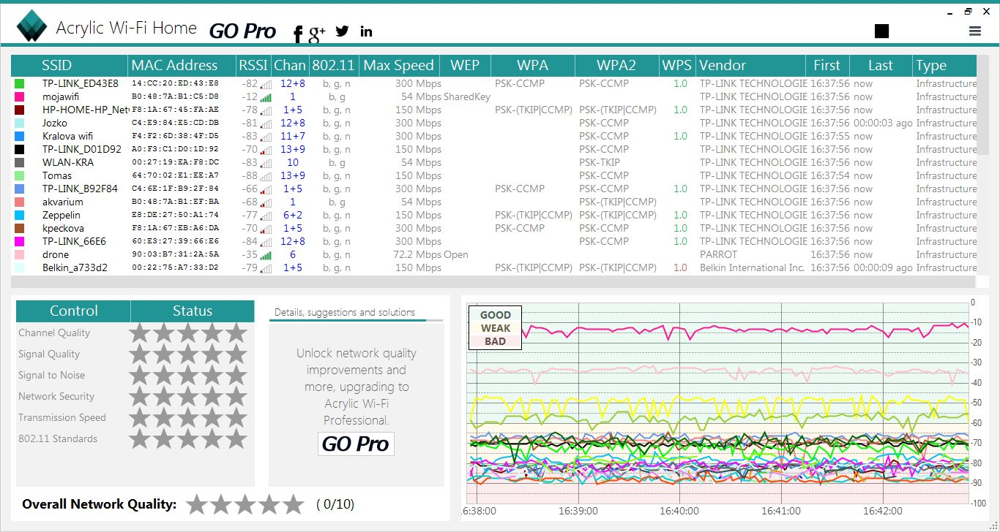 Acrylic Wi-Fi Home GO Pro f g+ in
SSID MAC Address RSSI Chan 802.11 Max Speed WEP WPA WPA2 WPS Vendor First Last Type
TP-LINK_ED43E8 14:CC:20:ED:43:E8 -82 12+8 b, g, n 300 Mbps PSK-CCMP PSK-CCMP 1.0 TP-LINK TECHNOLOGIE 16:37:56 now Infrastructure
mojawifi B0:48:7A:B1:C5:D8 -12 1 b, g 54 Mbps SharedKey TP-LINK TECHNOLOGIE 16:37:56 now Infrastructure
HP-HOME-HP_Netv F8:1A:67:45:FA:AE -78 1+5 b, g, n 150 Mbps PSK-(TKIP|CCMP) PSK-(TKIP|CCMP) 1.0 TP-LINK TECHNOLOGIE 16:37:56 now Infrastructure
Jozko C4:E9:84:E5:CD:DB -81 12+8 b, g, n 300 Mbps PSK-CCMP TP-LINK TECHNOLOGIE 16:37:56 00:00:03 ago Infrastructure
Kralova wifi F4:F2:6D:38:4F:D5 -83 11+7 b, g, n 300 Mbps PSK-CCMP 1.0 TP-LINK TECHNOLOGIE 16:37:55 now Infrastructure
TP-LINK_D01D92 A0:F3:C1:D0:1D:92 -70 13+9 b, g, n 150 Mbps PSK-CCMP TP-LINK TECHNOLOGIE 16:37:56 now Infrastructure
WLAN-KRA 00:27:19:EA:F8:DC -83 10 b, g 54 Mbps PSK-TKIP TP-LINK TECHNOLOGIE 16:37:56 now Infrastructure
Tomas 64:70:02:E1:EE:A7 -88 13+9 b, g, n 150 Mbps PSK-CCMP TP-LINK TECHNOLOGIE 16:37:54 now Infrastructure
TP-LINK_B92F84 C4:6E:1F:B9:2F:84 -66 1+5 b, g, n 300 Mbps PSK-CCMP PSK-CCMP 1.0 TP-LINK TECHNOLOGIE 16:37:56 now Infrastructure
akvarium B0:48:7A:B1:EF:BA -68 1 b, g 54 Mbps PSK-(TKIP|CCMP) TP-LINK TECHNOLOGIE 16:37:56 now Infrastructure
Zeppelin E8:DE:27:50:A1:74 -77 6+2 b, g, n 150 Mbps PSK-(TKIP|CCMP) PSK-(TKIP|CCMP) 1.0 TP-LINK TECHNOLOGIE 16:37:56 now Infrastructure
kpeckova F8:1A:67:EB:A6:DA -70 1+5 b, g, n 300 Mbps PSK-CCMP PSK-CCMP 1.0 TP-LINK TECHNOLOGIE 16:37:56 now Infrastructure
TP-LINK_66E6 60:E3:27:39:66:E6 -84 12+8 b, g, n 300 Mbps PSK-CCMP 1.0 TP-LINK TECHNOLOGIE 16:37:56 now Infrastructure
drone 90:03:B7:31:2A:5A -35 6 b, g, n 72.2 Mbps Open PARROT 16:37:56 now Infrastructure
Belkin_a733d2 00:22:75:A7:33:D2 -79 1+5 b, g, n 150 Mbps PSK-(TKIP|CCMP) PSK-(TKIP|CCMP) 1.0 Belkin International Inc. 16:37:56 00:00:09 ago Infrastructure
Control Status
Channel Quality
Signal Quality
Signal to Noise
Network Security
Transmission Speed
802.11 Standards
Overall Network Quality: ( 0/10)
Details, suggestions and solutions
Unlock network quality
improvements and
more, upgrading to
Acrylic Wi-Fi
Professional.
GO Pro
GOOD
WEAK
BAD
0
-10
-20
-30
-40
-50
-60
-70
-80
-90
-100
16:38:00 16:39:00 16:40:00 16:41:00 16:42:00